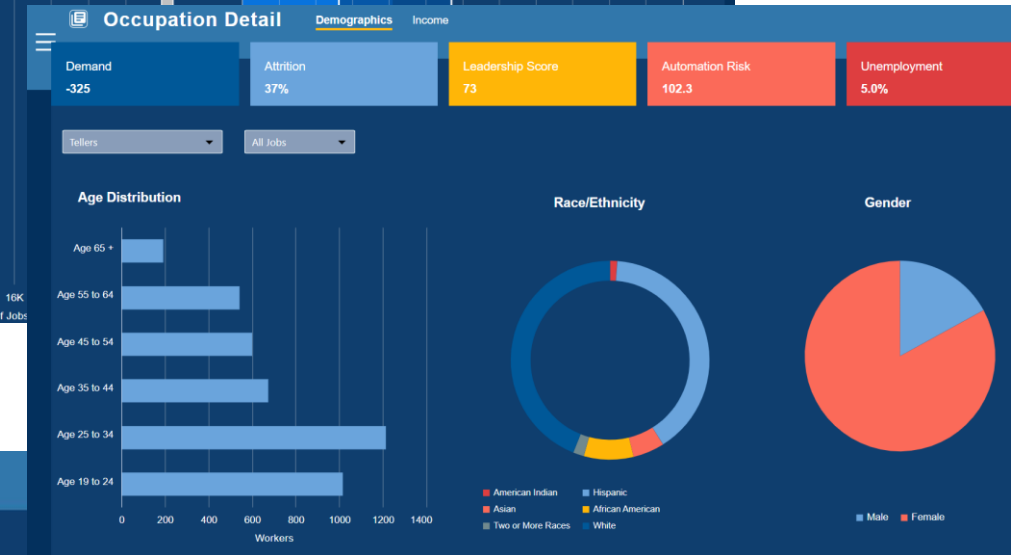 Occupation Detail
Demographics
Income
Demand
-325
Attrition
37%
Leadership Score
73
Automation Risk
102.3
Unemployment
5.0%
Tellers
All Jobs
Age Distribution
Age 65 +
Age 55 to 64
Age 45 to 54
Age 35 to 44
Age 25 to 34
Age 19 to 24
0 200 400 600 800 1000 1200 1400
Workers
Race/Ethnicity
American Indian
Hispanic
Asian
African American
Two or More Races
White
Gender
Male
Female
16K
f Jobs